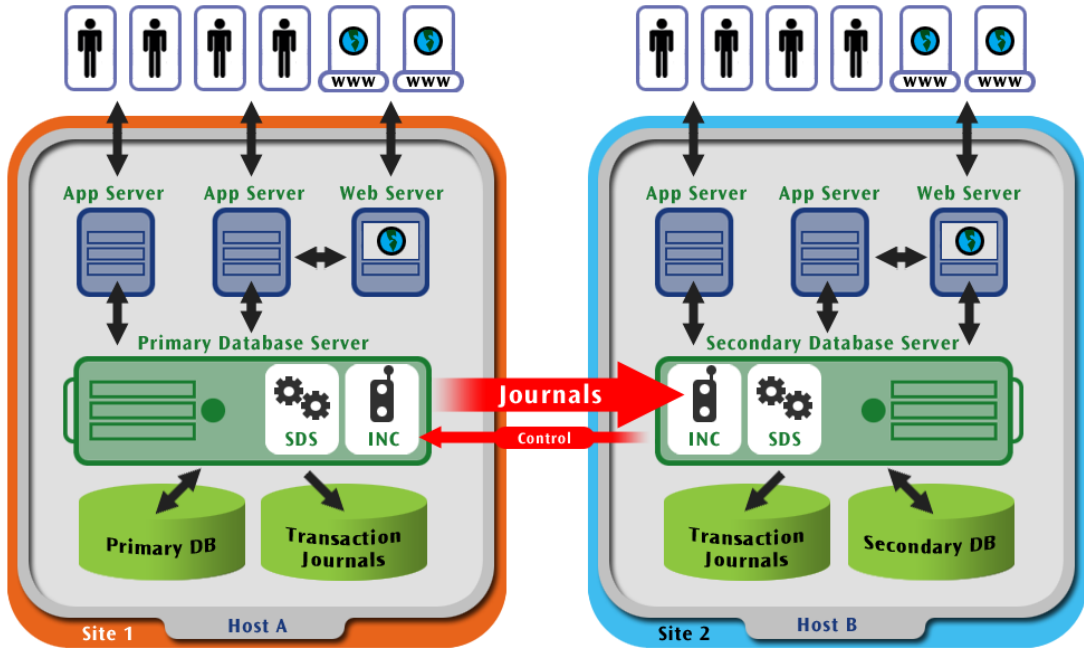 WWW
WWW
WWW
WWW
App Server
App Server
Web Server
App Server
App Server
Web Server
Primary Database Server
Secondary Database Server
SDS
INC
Journals
Control
INC
SDS
Primary DB
Transaction
Journals
Transaction
Journals
Secondary DB
Site 1
Host A
Site 2
Host B